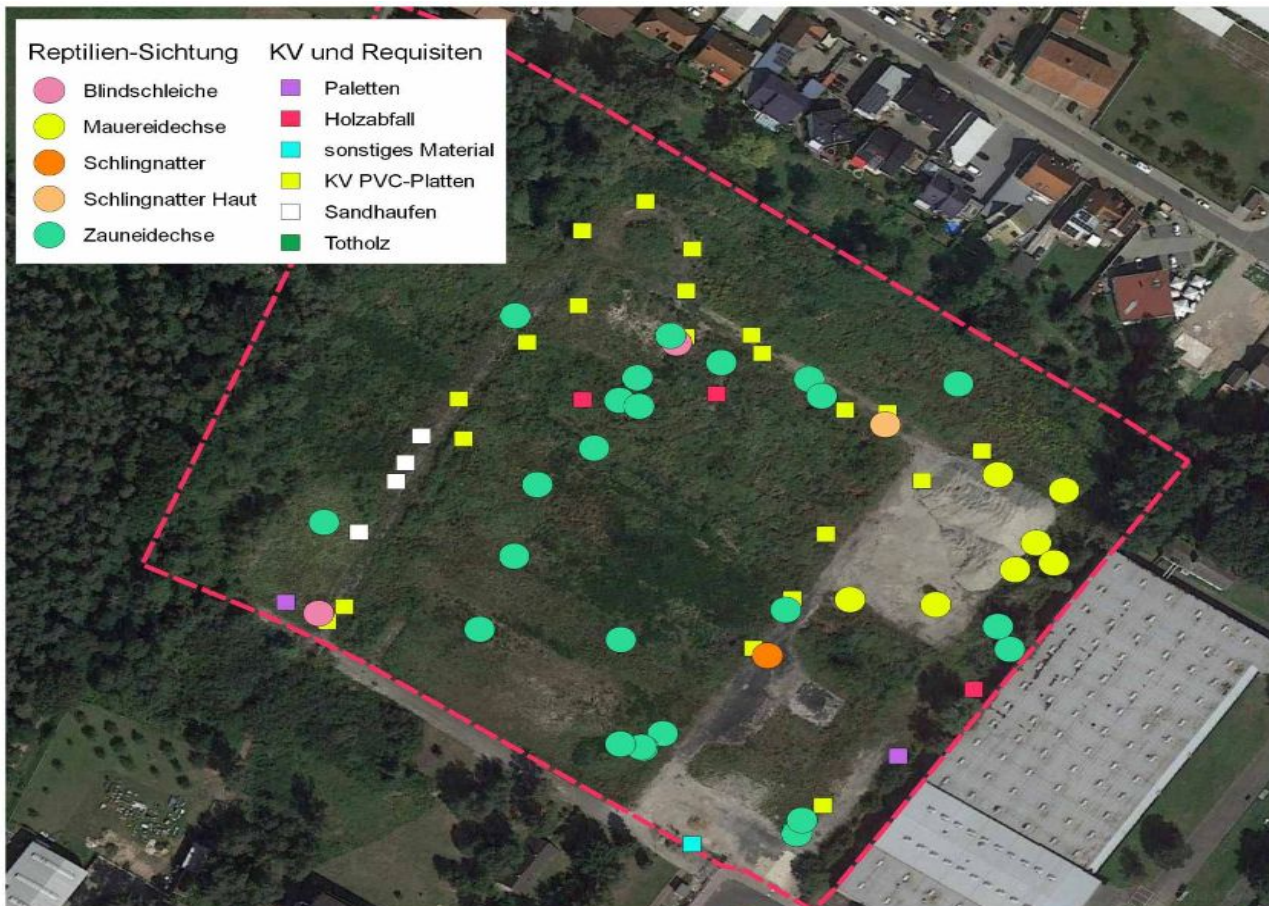 Reptilien-Sichtung
Blindschleiche
Mauereidechse
Schlingnatter
Schlingnatter Haut
Zauneidechse
KV und Requisiten
Paletten
Holzabfall
sonstiges Material
KV PVC-Platten
Sandhaufen
Totholz